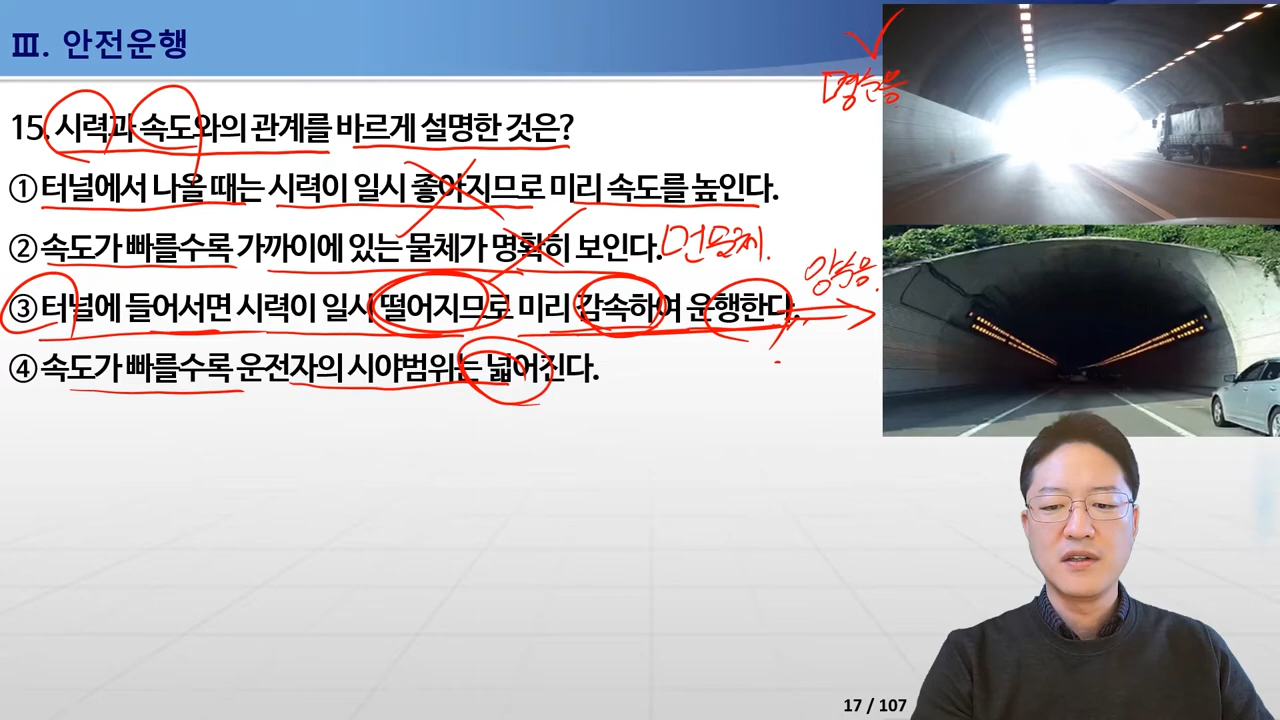 Ⅲ. 안전운행
15. 시력과 속도와의 관계를 바르게 설명한 것은?
① 터널에서 나올 때는 시력이 일시 좋아지므로 미리 속도를 높인다.
② 속도가 빠를수록 가까이에 있는 물체가 명확히 보인다.
③ 터널에 들어서면 시력이 일시 떨어지므로 미리 감속하여 운행한다.
④ 속도가 빠를수록 운전자의 시야범위는 넓어진다.
명순응
먼 물체.
17 / 107